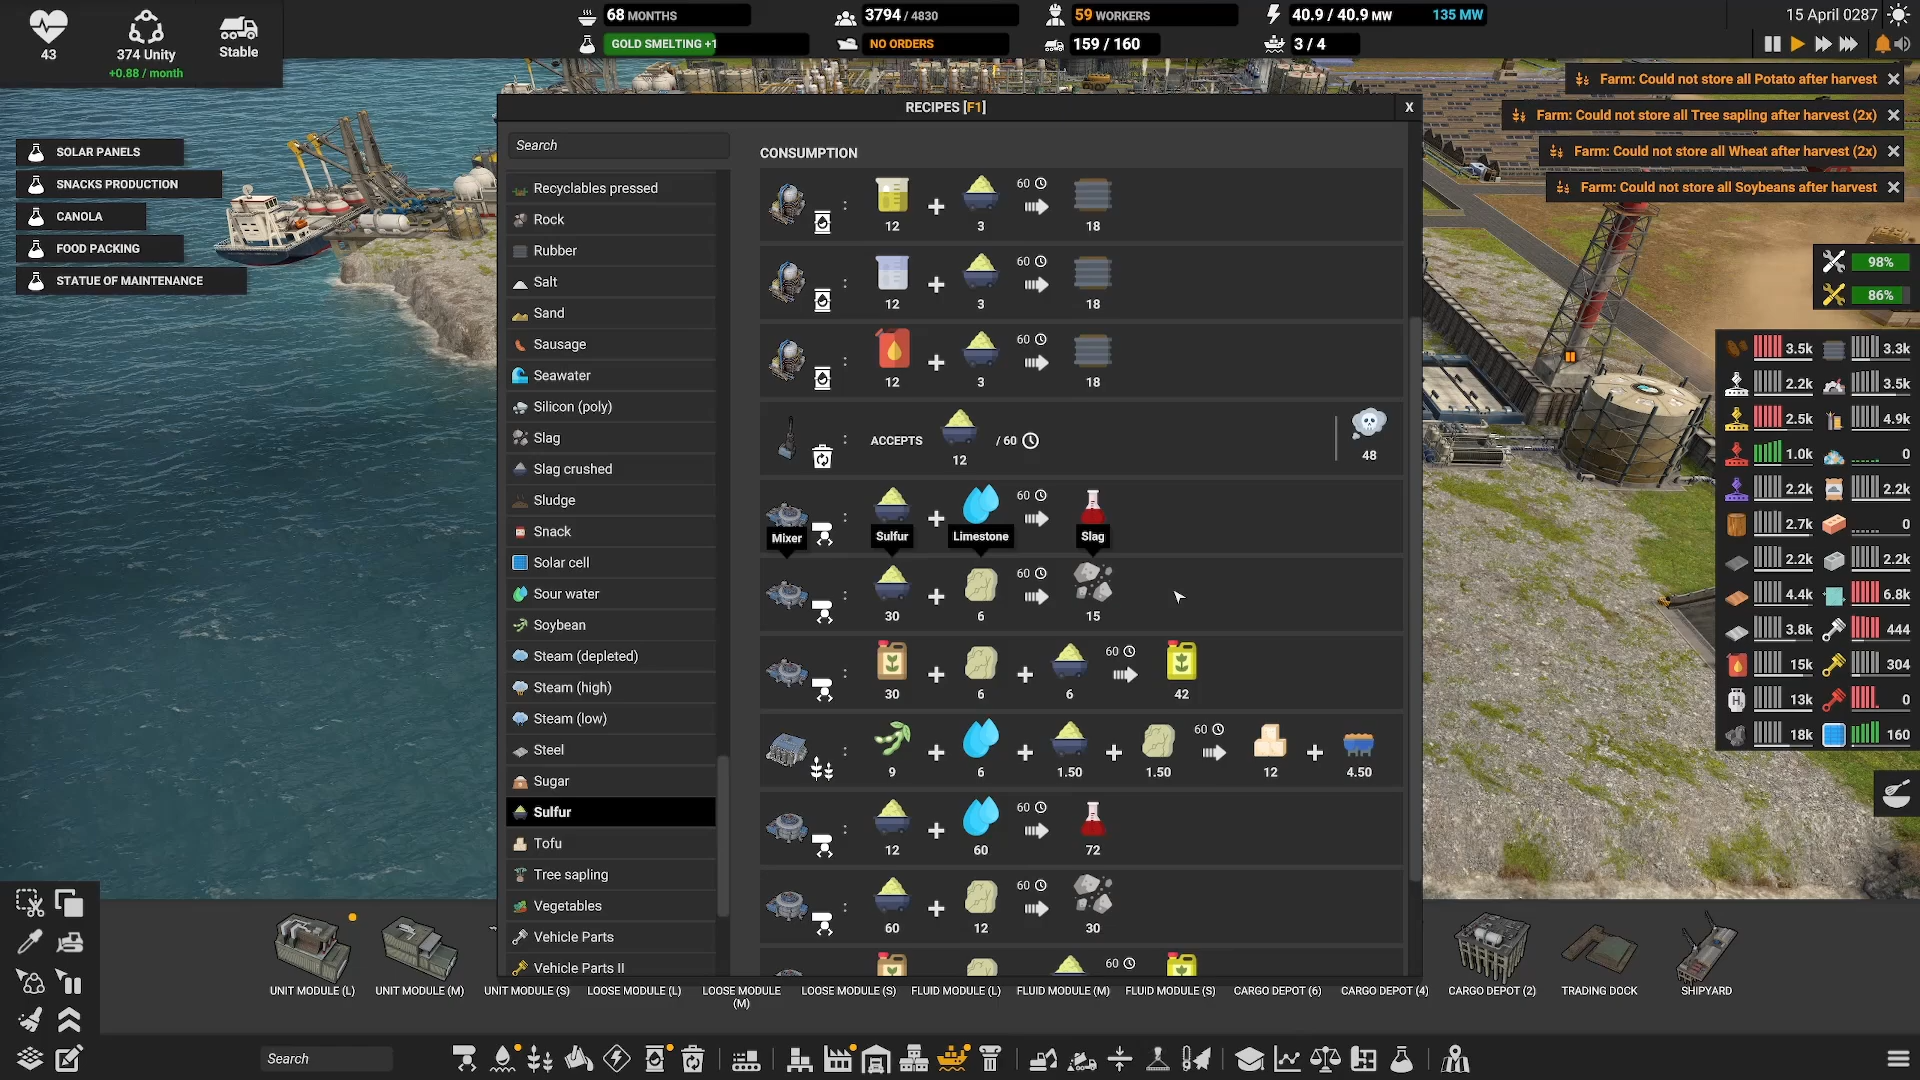 43
374 Unity
+0.88 / month
Stable
68 MONTHS
GOLD SMELTING +1
3794 / 4830
NO ORDERS
59 WORKERS
159 / 160
40.9 / 40.9 MW
135 MW
3 / 4
15 April 0287
Farm: Could not store all Potato after harvest
Farm: Could not store all Tree sapling after harvest (2x)
Farm: Could not store all Wheat after harvest (2x)
Farm: Could not store all Soybeans after harvest
SOLAR PANELS
SNACKS PRODUCTION
CANOLA
FOOD PACKING
STATUE OF MAINTENANCE
RECIPES [F1]
X
Search
Recyclables pressed
Rock
Rubber
Salt
Sand
Sausage
Seawater
Silicon (poly)
Slag
Slag crushed
Sludge
Snack
Solar cell
Sour water
Soybean
Steam (depleted)
Steam (high)
Steam (low)
Steel
Sugar
Sulfur
Tofu
Tree sapling
Vegetables
Vehicle Parts
Vehicle Parts II
CONSUMPTION
: 12 + 3 60 18
: 12 + 3 60 18
: 12 + 3 60 18
: ACCEPTS 12 / 60 48
: + 60
Mixer Sulfur Limestone Slag
: 30 + 6 60 15
: 30 + 6 + 6 60 42
: 9 + 6 + 1.50 + 1.50 60 12 + 4.50
: 12 + 60 60 72
: 60 + 12 60 30
60
98%
86%
3.5k 3.3k
2.2k 3.5k
2.5k 4.9k
1.0k 0
2.2k 2.2k
2.7k 0
2.2k 2.2k
4.4k 6.8k
3.8k 444
15k 304
13k 0
18k 160
UNIT MODULE (L)
UNIT MODULE (M)
UNIT MODULE (S)
LOOSE MODULE (L)
LOOSE MODULE (M)
LOOSE MODULE (S)
FLUID MODULE (L)
FLUID MODULE (M)
FLUID MODULE (S)
CARGO DEPOT (6)
CARGO DEPOT (4)
CARGO DEPOT (2)
TRADING DOCK
SHIPYARD
Search